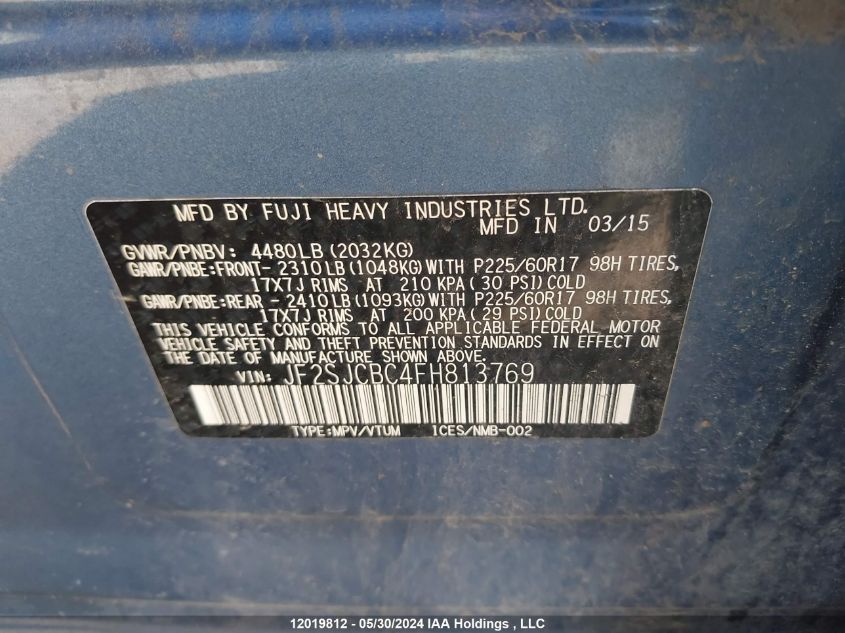 MFD BY FUJI HEAVY INDUSTRIES LTD.
MFD IN 03/15
GVWR/PNBV: 4480LB (2032KG)
GAWR/PNBE:FRONT- 2310LB (1048KG) WITH P225/60R17 98H TIRES,
17X7J RIMS AT 210 KPA ( 30 PSI) COLD
GAWR/PNBE:REAR - 2410LB (1093KG) WITH P225/60R17 98H TIRES,
17X7J RIMS AT 200 KPA ( 29 PSI) COLD
THIS VEHICLE CONFORMS TO ALL APPLICABLE FEDERAL MOTOR
VEHICLE SAFETY AND THEFT PREVENTION STANDARDS IN EFFECT ON
THE DATE OF MANUFACTURE SHOWN ABOVE.
VIN: JF2SJCBC4FH813769
TYPE:MPV/VTUM ICES/NMB-002
12019812 - 05/30/2024 IAA Holdings , LLC